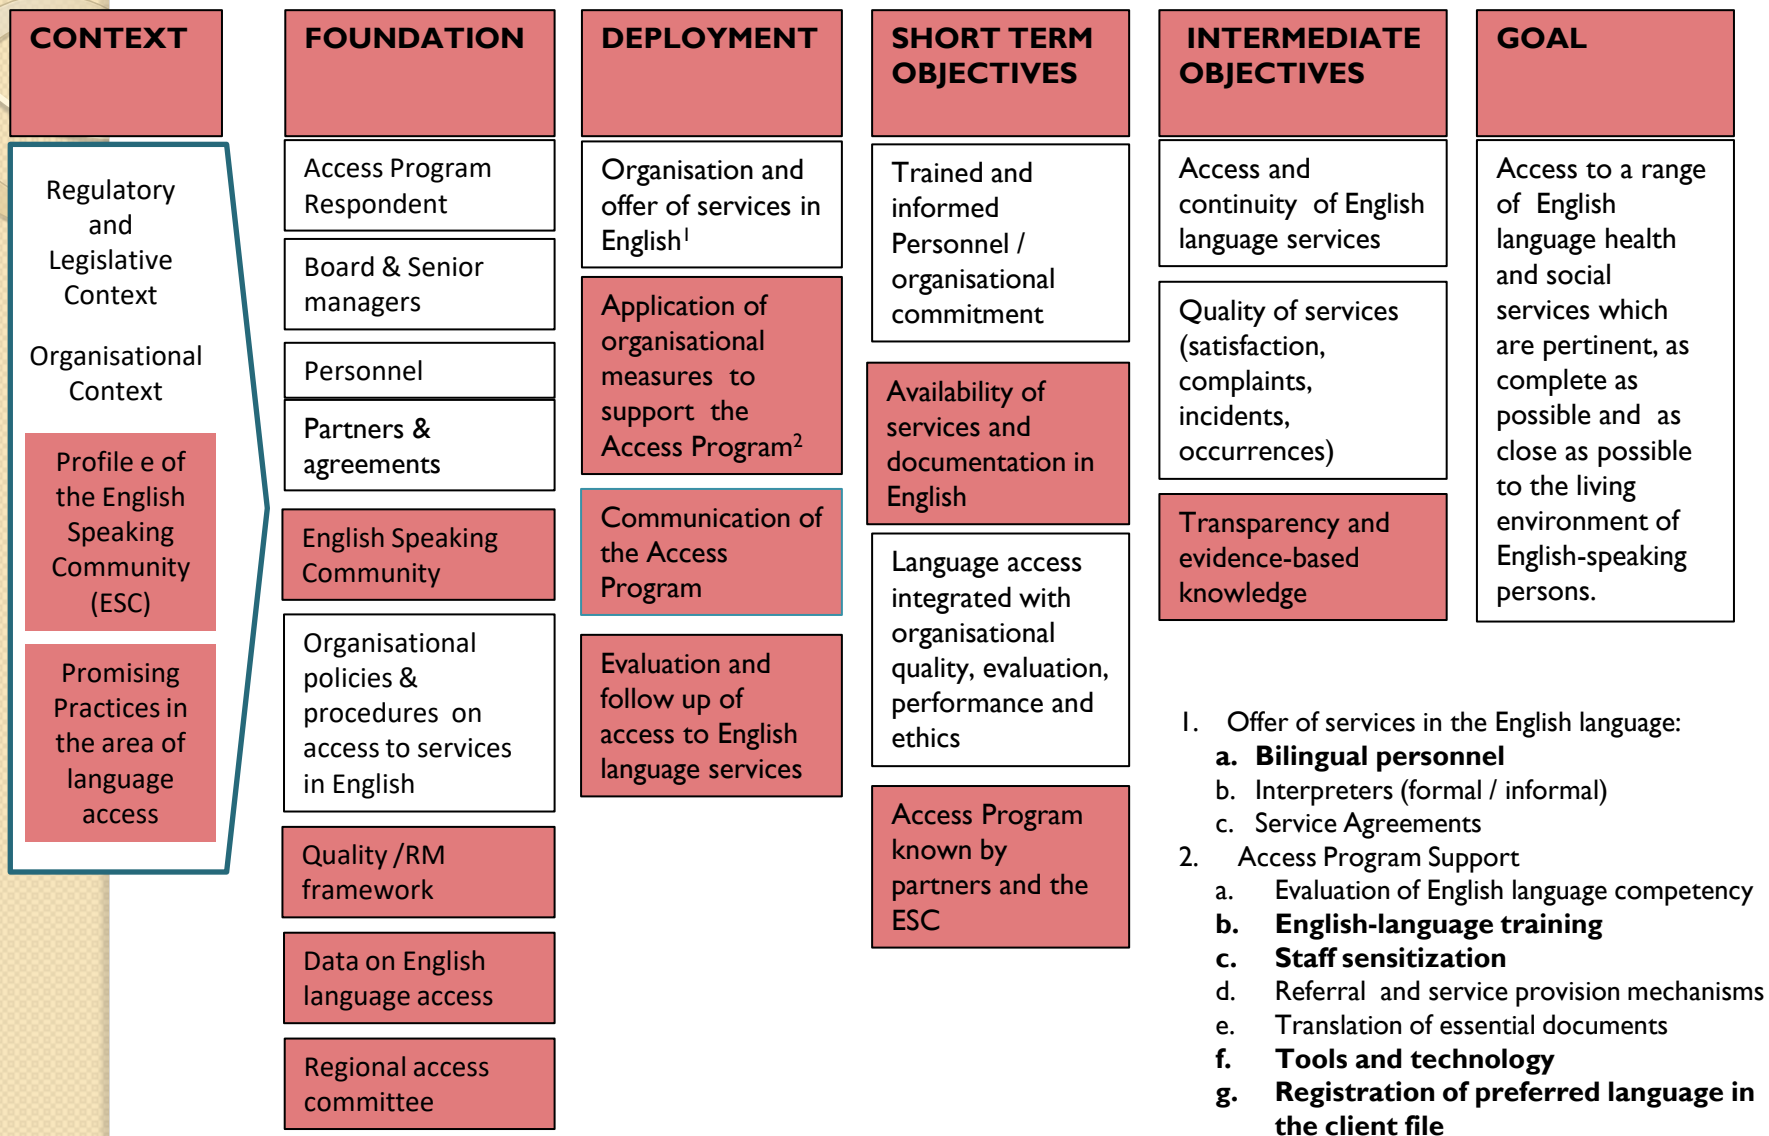 CONTEXT
Regulatory
and
Legislative
Context
Organisational
Context
Profile e of
the English
Speaking
Community
(ESC)
Promising
Practices in
the area of
language
access
FOUNDATION
Access Program
Respondent
Board & Senior
managers
Personnel
Partners &
agreements
English Speaking
Community
Organisational
policies &
procedures on
access to services
in English
Quality /RM
framework
Data on English
language access
Regional access
committee
DEPLOYMENT
Organisation and
offer of services in
English¹
Application of
organisational
measures to
support the
Access Program²
Communication of
the Access
Program
Evaluation and
follow up of
access to English
language services
SHORT TERM
OBJECTIVES
Trained and
informed
Personnel /
organisational
commitment
Availability of
services and
documentation in
English
Language access
integrated with
organisational
quality, evaluation,
performance and
ethics
Access Program
known by
partners and the
ESC
INTERMEDIATE
OBJECTIVES
Access and
continuity of English
language services
Quality of services
(satisfaction,
complaints,
incidents,
occurrences)
Transparency and
evidence-based
knowledge
GOAL
Access to a range
of English
language health
and social
services which
are pertinent, as
complete as
possible and as
close as possible
to the living
environment of
English-speaking
persons.
1. Offer of services in the English language:
a. Bilingual personnel
b. Interpreters (formal / informal)
c. Service Agreements
2. Access Program Support
a. Evaluation of English language competency
b. English-language training
c. Staff sensitization
d. Referral and service provision mechanisms
e. Translation of essential documents
f. Tools and technology
g. Registration of preferred language in
the client file